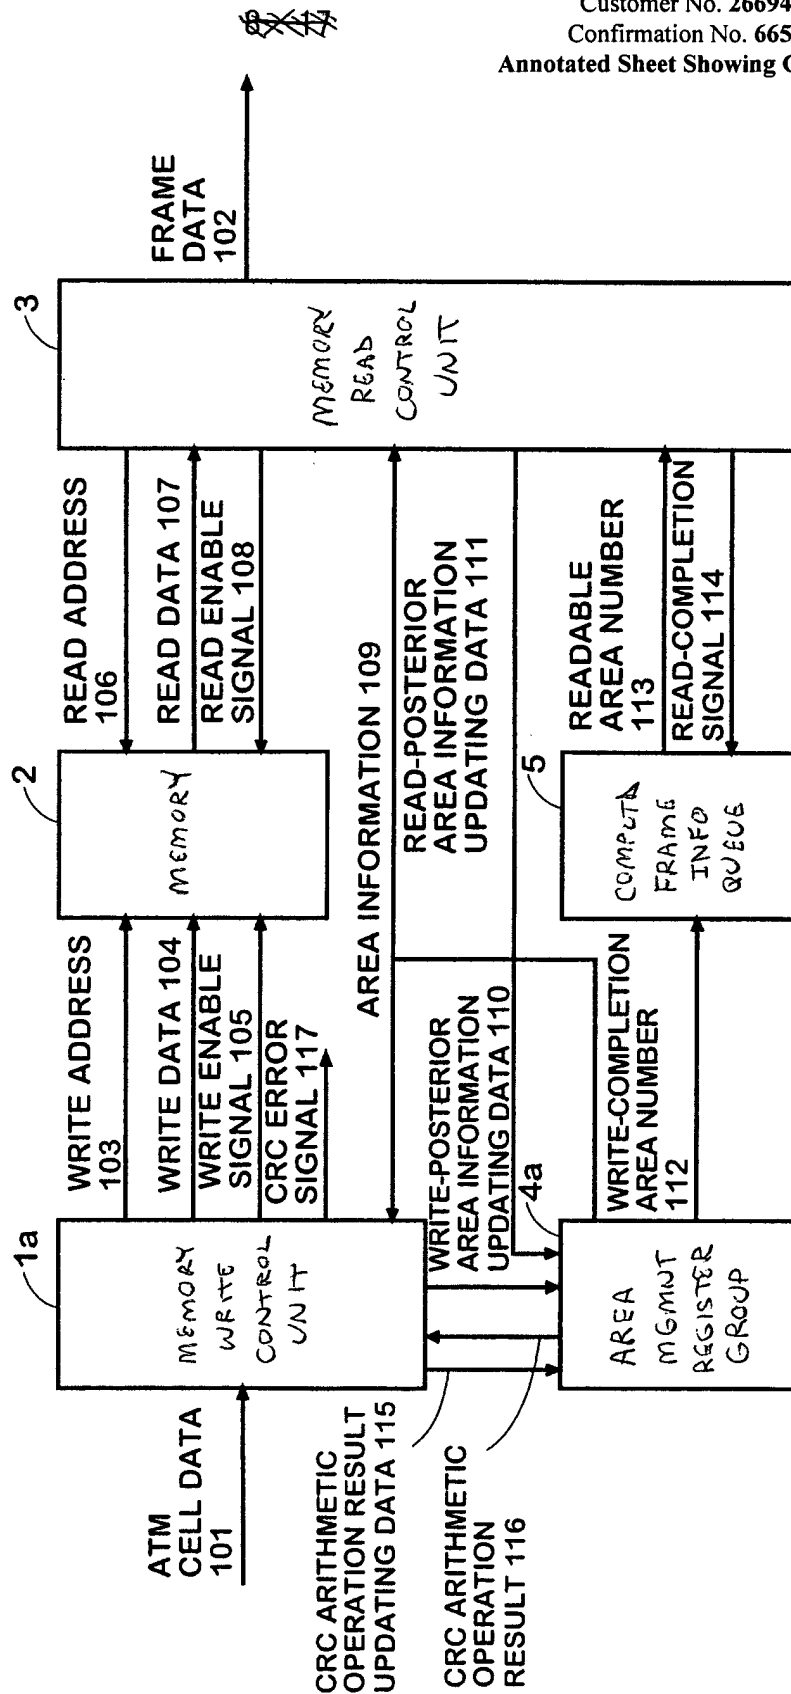 Customer No. 26694
Confirmation No. 665
Annotated Sheet Showing C
ATM
CELL DATA
101
1a
MEMORY
WRITE
CONTROL
UNIT
WRITE ADDRESS
103
WRITE DATA 104
WRITE ENABLE
SIGNAL 105
CRC ERROR
SIGNAL 117
2
MEMORY
READ ADDRESS
106
READ DATA 107
READ ENABLE
SIGNAL 108
3
MEMORY
READ
CONTROL
UNIT
FRAME
DATA
102
AREA INFORMATION 109
READ-POSTERIOR
AREA INFORMATION
UPDATING DATA 111
WRITE-POSTERIOR
AREA INFORMATION
UPDATING DATA 110
CRC ARITHMETIC
OPERATION RESULT
UPDATING DATA 115
CRC ARITHMETIC
OPERATION
RESULT 116
4a
AREA
MGMNT
REGISTER
GROUP
WRITE-COMPLETION
AREA NUMBER
112
5
FRAME
INFO
QUEUE
READABLE
AREA NUMBER
113
READ-COMPLETION
SIGNAL 114